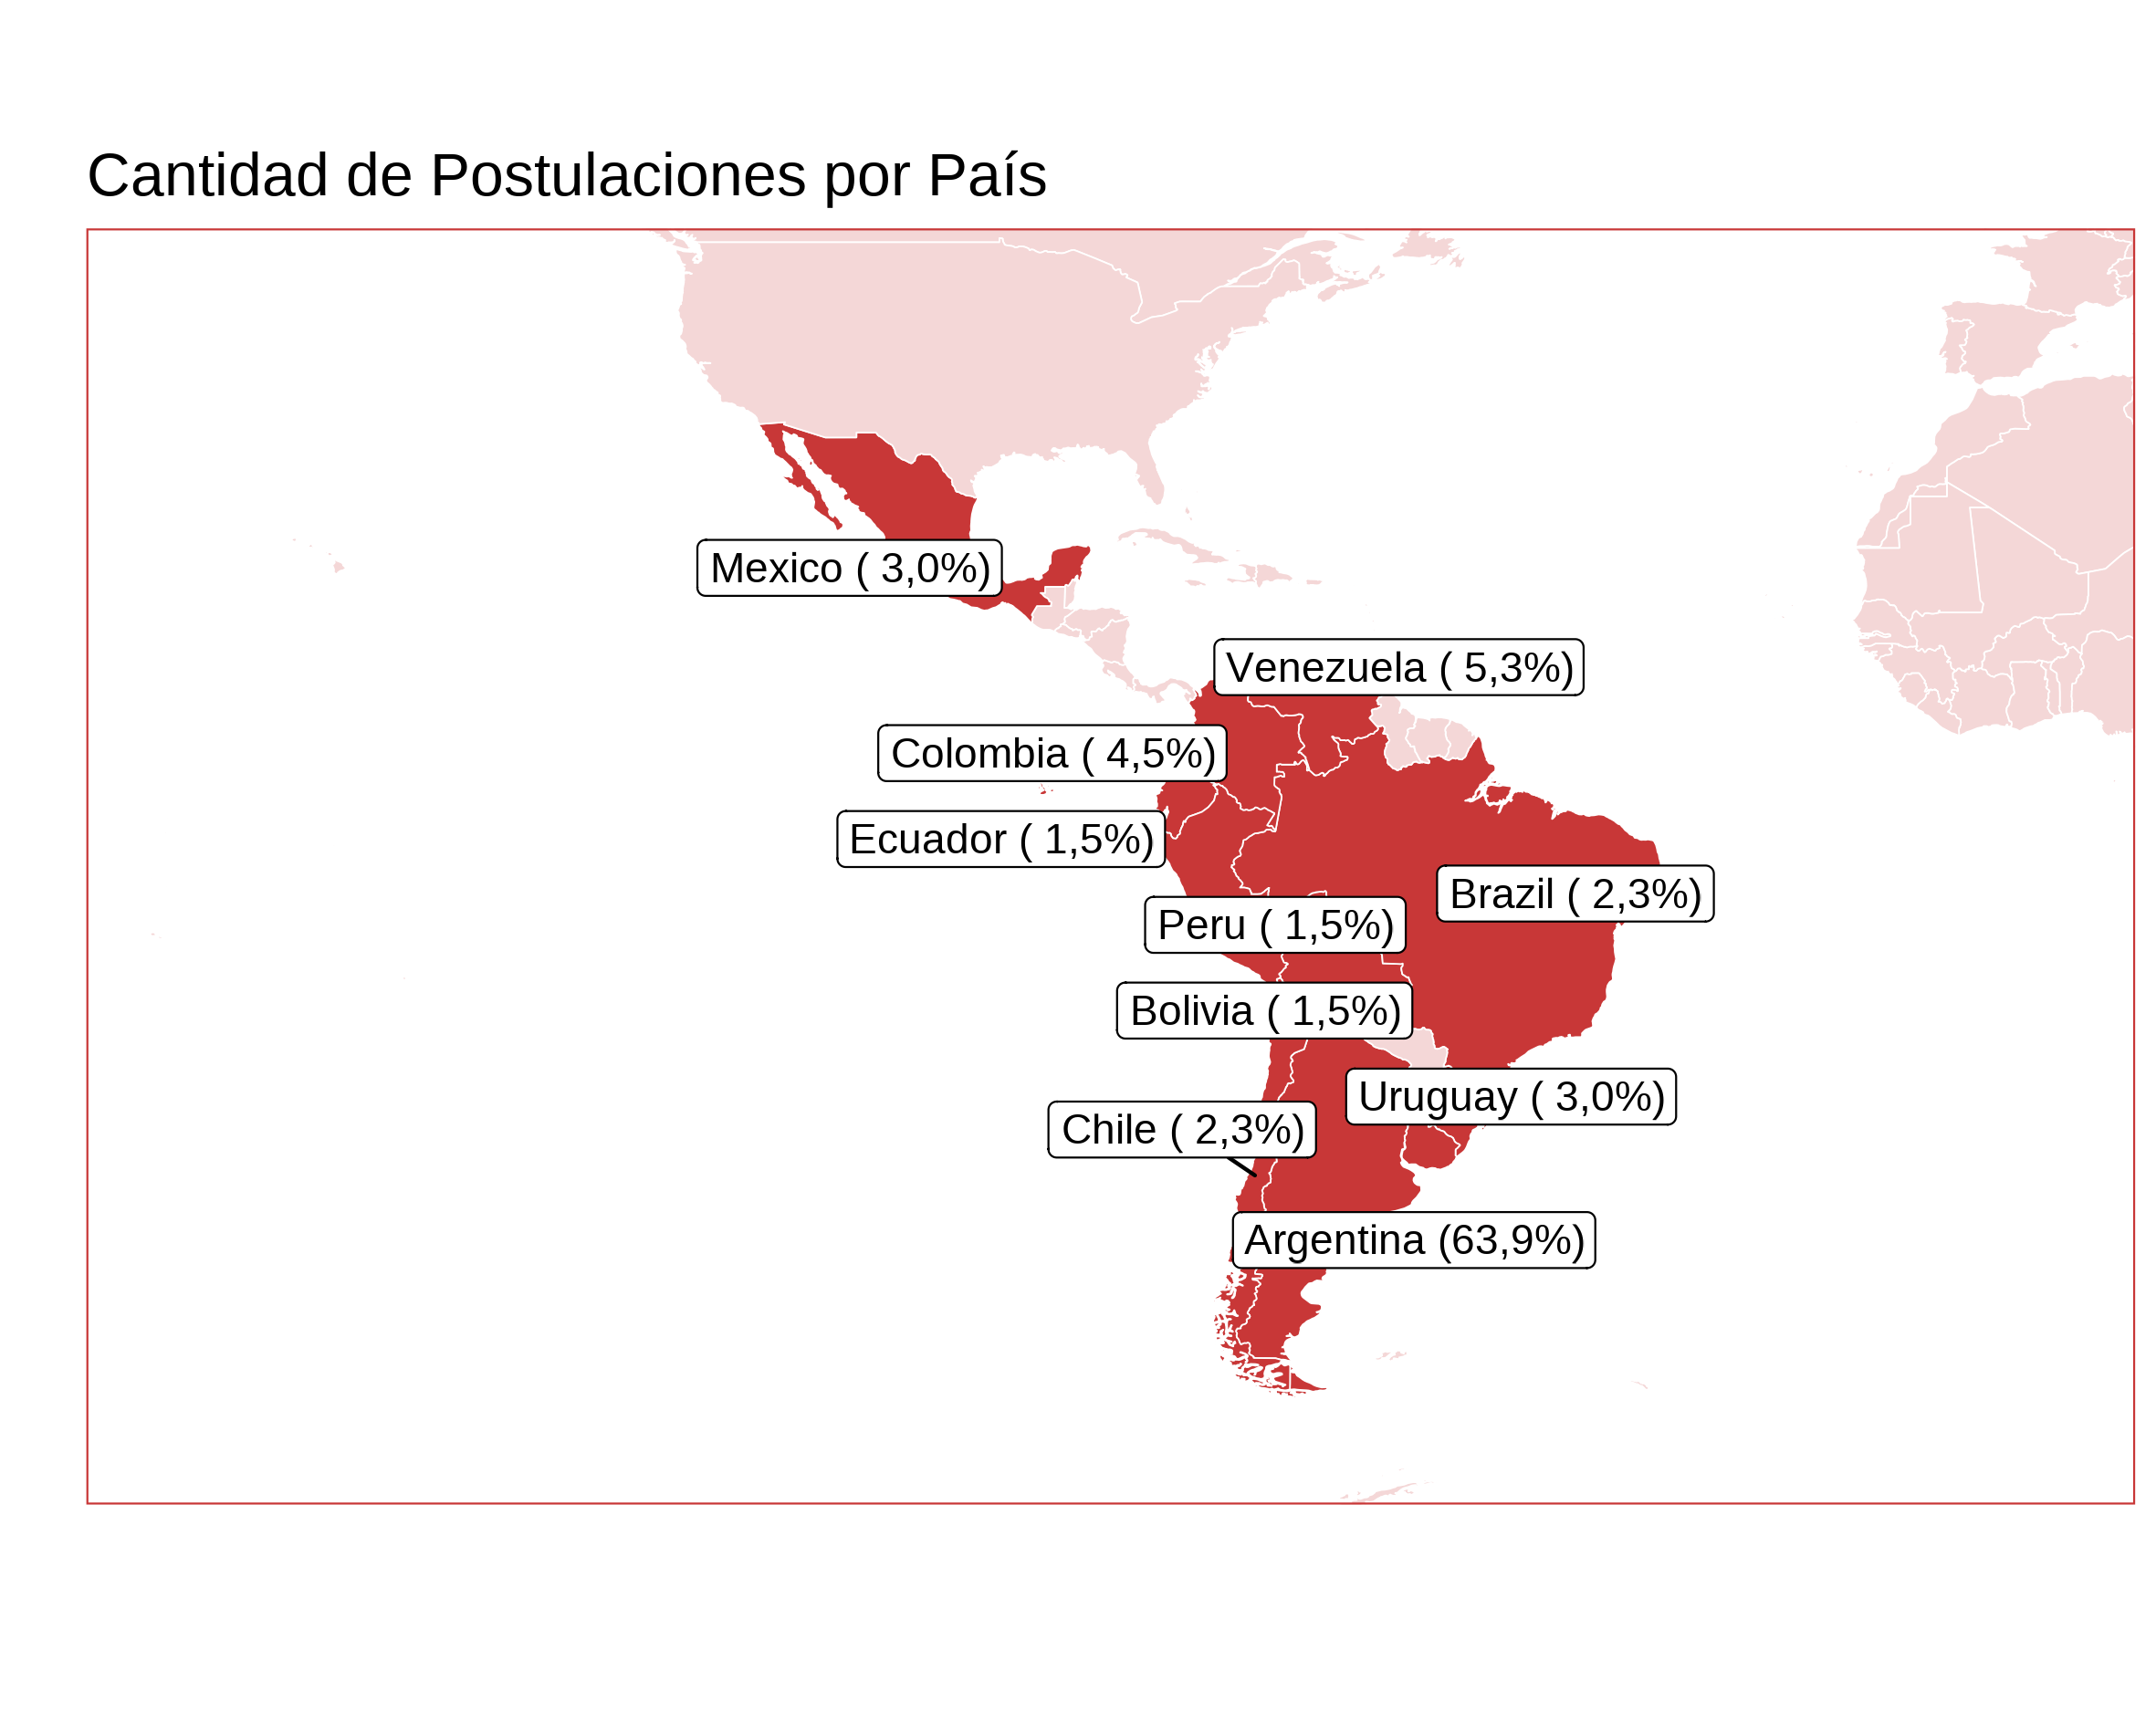 Cantidad de Postulaciones por País
Mexico ( 3,0%)
Venezuela ( 5,3%)
Colombia ( 4,5%)
Ecuador ( 1,5%)
Brazil ( 2,3%)
Peru ( 1,5%)
Bolivia ( 1,5%)
Uruguay ( 3,0%)
Chile ( 2,3%)
Argentina (63,9%)